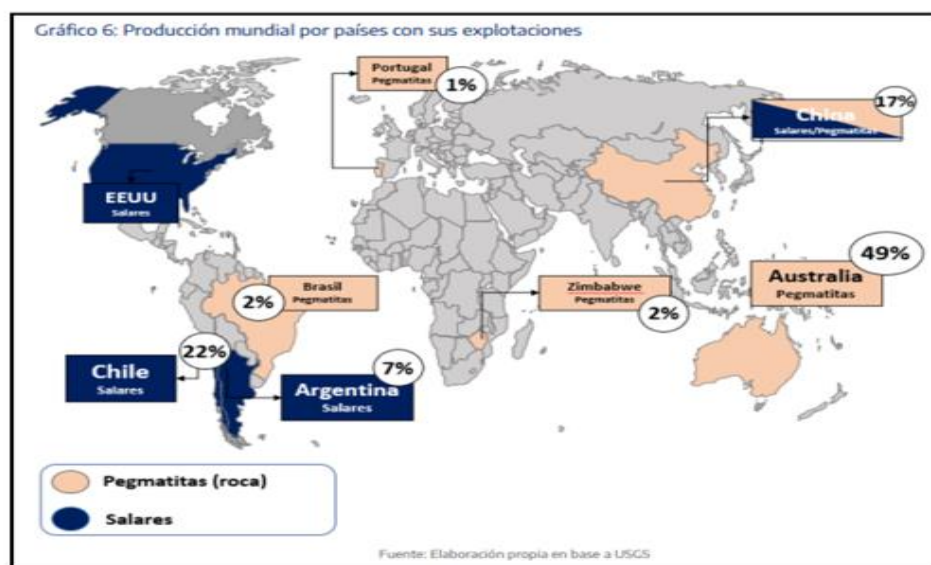 Gráfico 6: Producción mundial por países con sus explotaciones
Portugal
Pegmatitas
1%
China
Salares/Pegmatitas
17%
EEUU
Salares
49%
Australia
Pegmatitas
Brasil
Pegmatitas
2%
Zimbabwe
Pegmatitas
2%
22%
Chile
Salares
7%
Argentina
Salares
Pegmatitas (roca)
Salares
Fuente: Elaboración propia en base a USGS